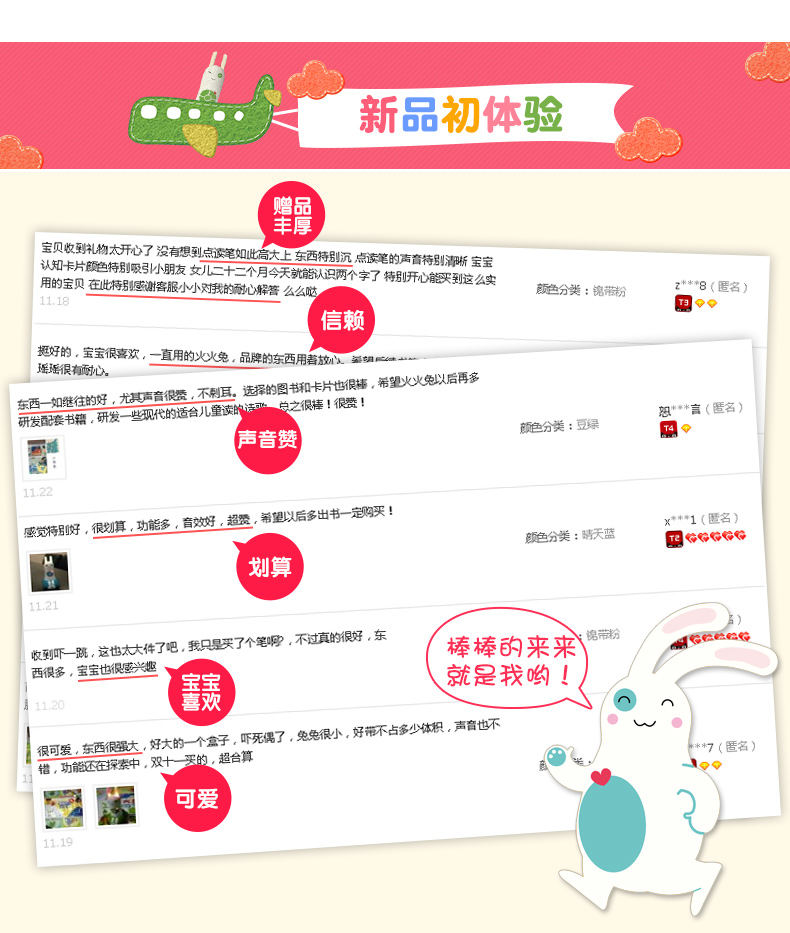 新品初体验
赠品
丰厚
宝贝收到礼物太开心了 没有想到点读笔如此高大上 东西特别沉 点读笔的声音特别清晰 宝宝
认知卡片颜色特别吸引小朋友 女儿二十二个月今天就能认识两个字了 特别开心能买到这么实
用的宝贝 在此特别感谢客服小小对我的耐心解答 么么哒
11.18
颜色分类：锦带粉
z***8（匿名）
T3
信赖
挺好的，宝宝很喜欢，一直用的火火兔，品牌的东西用着放心。
瑶瑶很有耐心。
东西一如继往的好，尤其声音很赞，不刺耳。选择的图书和卡片也很棒，希望火火兔以后再多
研发配套书籍，研发一些现代的适合儿童读的诗歌，总之很棒！很赞！
声音赞
11.22
颜色分类：豆绿
恕***言（匿名）
T4
感觉特别好，很划算，功能多，音效好，超赞，希望以后多出书一定购买！
划算
11.21
颜色分类：晴天蓝
x***1（匿名）
T2
收到吓一跳，这也太大件了吧，我只是买了个笔啊?，不过真的很好，东
西很多，宝宝也很感兴趣
宝宝
喜欢
11.20
：锦带粉
名）
棒棒的来来
就是我哟！
很可爱，东西很强大，好大的一个盒子，吓死偶了，兔兔很小，好带不占多少体积，声音也不
错，功能还在探索中，双十一买的，超合算
可爱
11.19
***7（匿名）